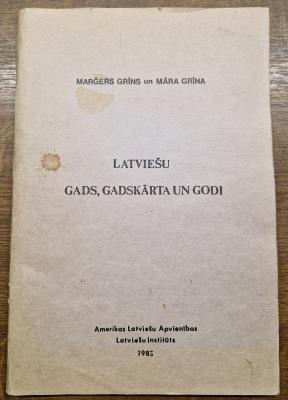 MARĢERS GRĪNS un MĀRA GRĪNA
LATVIEŠU
GADS, GADSKĀRTA UN GODI
Amerikas Latviešu Apvienības
Latviešu Institūts
1983